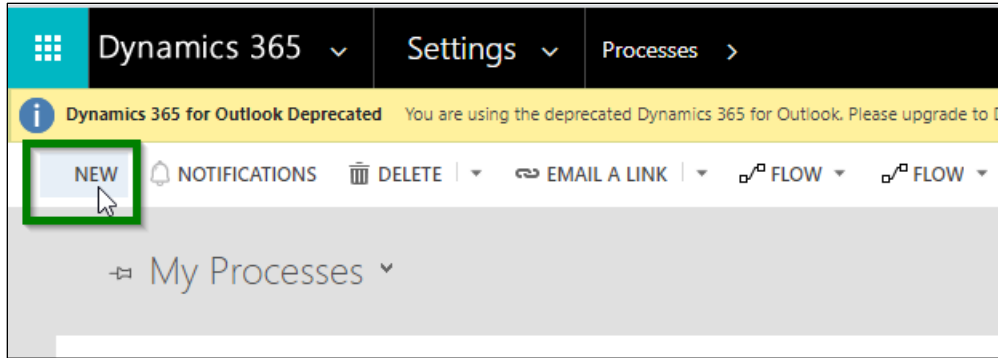 Dynamics 365 Settings Processes
Dynamics 365 for Outlook Deprecated You are using the deprecated Dynamics 365 for Outlook. Please upgrade to
NEW NOTIFICATIONS DELETE EMAIL A LINK FLOW FLOW
My Processes